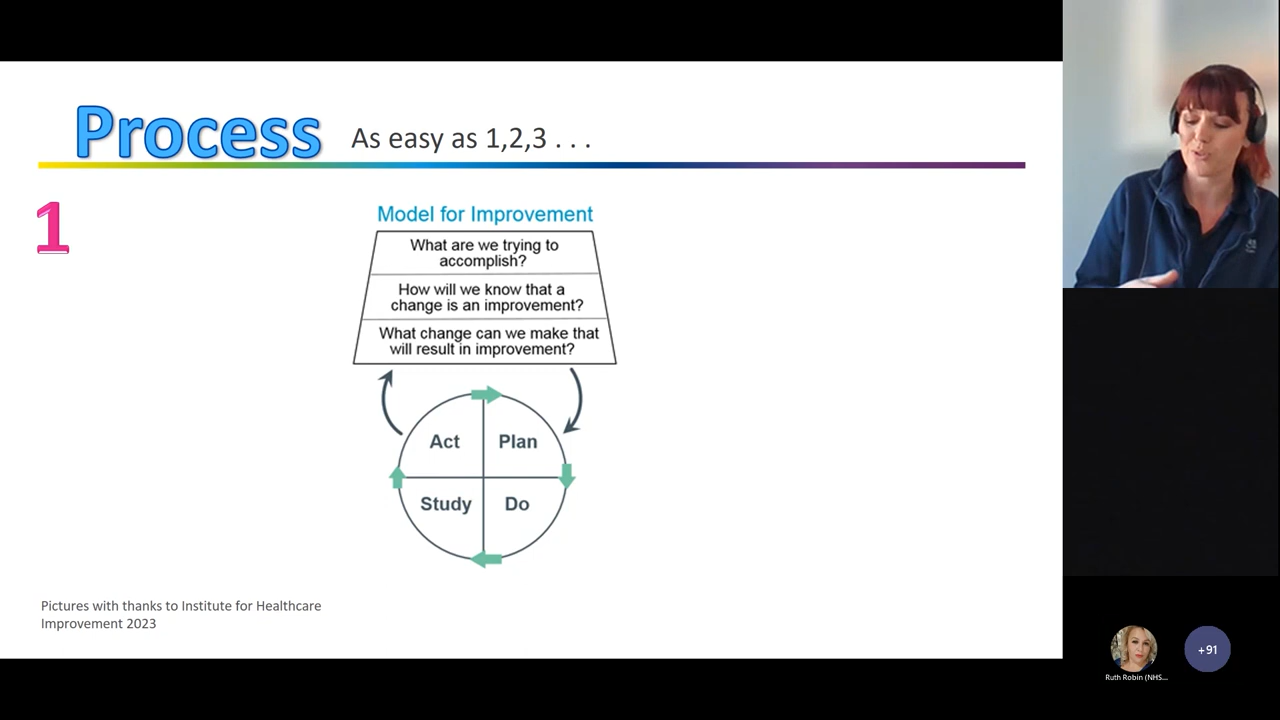 Process As easy as 1,2,3 . . .
1
Model for Improvement
What are we trying to
accomplish?
How will we know that a
change is an improvement?
What change can we make that
will result in improvement?
Act Plan
Study Do
Pictures with thanks to Institute for Healthcare
Improvement 2023
+91
Ruth Robin (NHS...